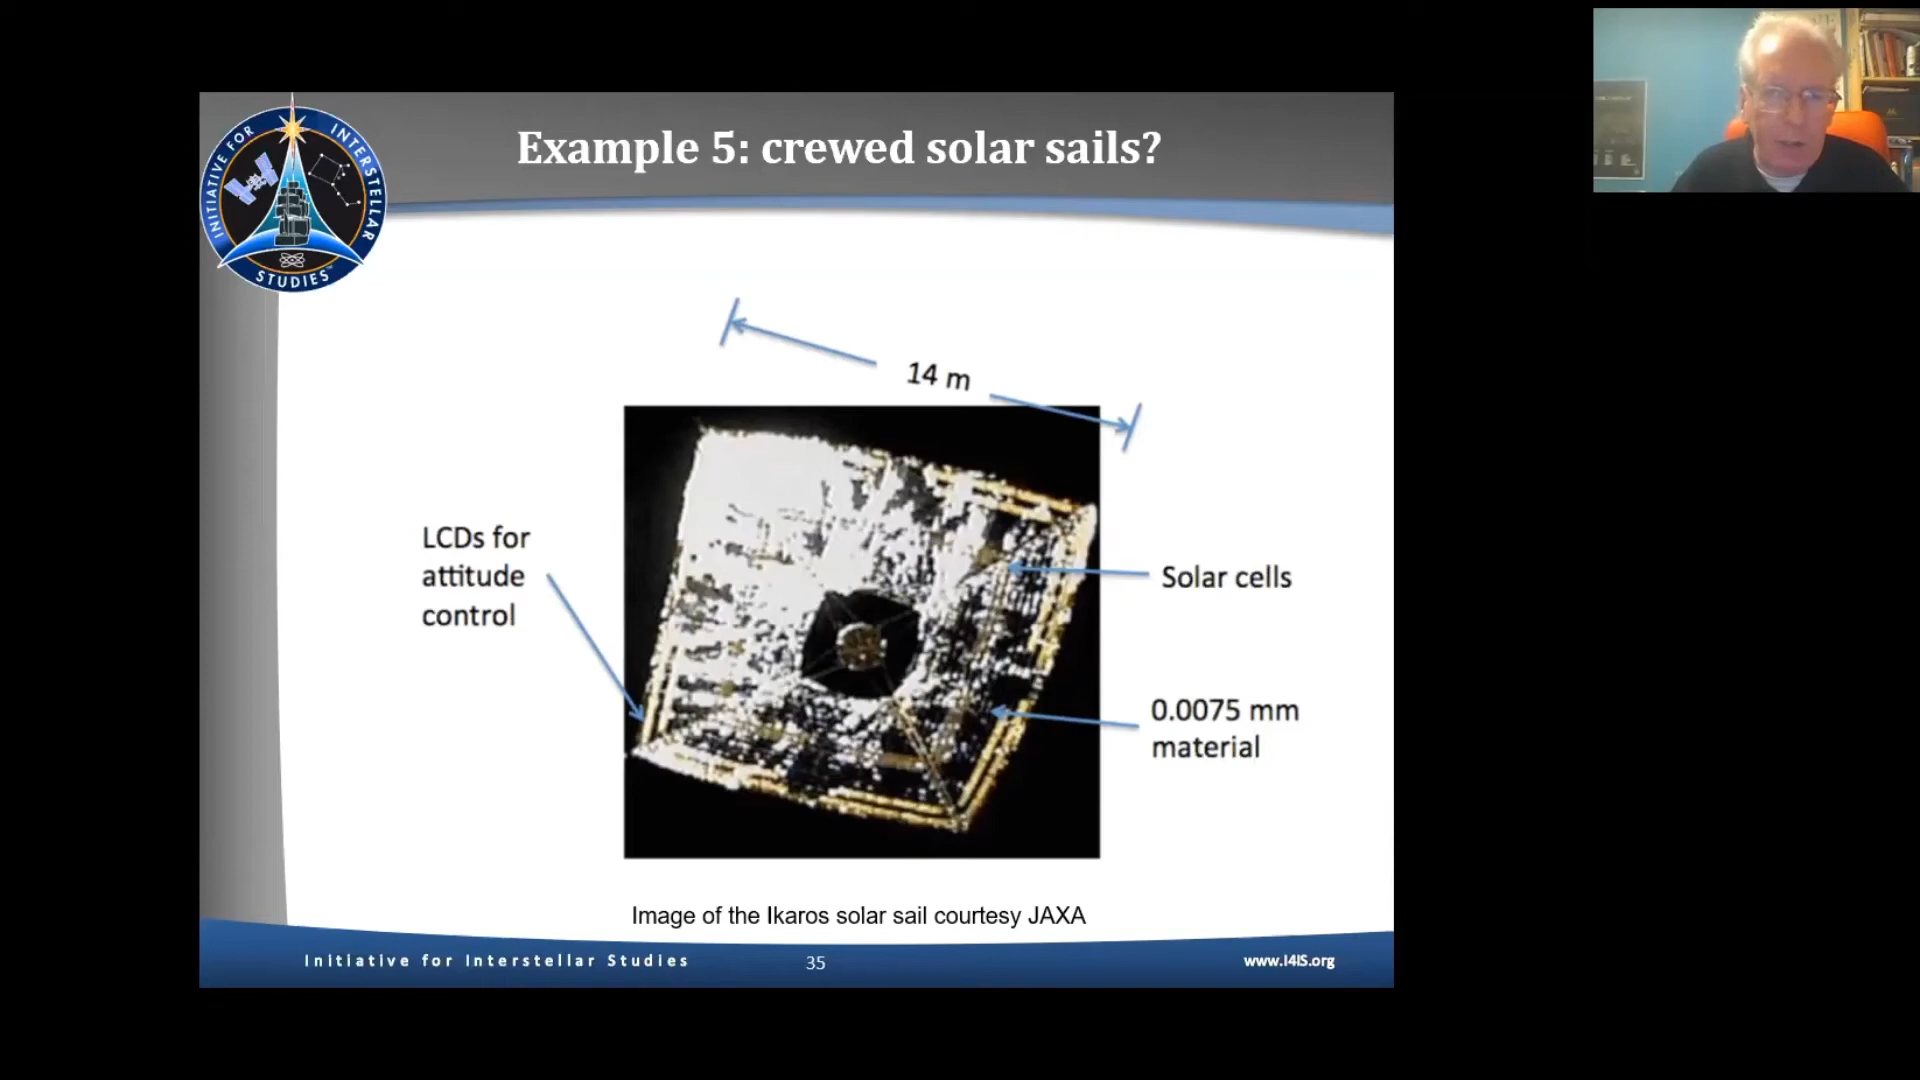 INITIATIVE FOR INTERSTELLAR STUDIES™
Example 5: crewed solar sails?
14 m
LCDs for
attitude
control
Solar cells
0.0075 mm
material
Image of the Ikaros solar sail courtesy JAXA
Initiative for Interstellar Studies
35
www.I4IS.org